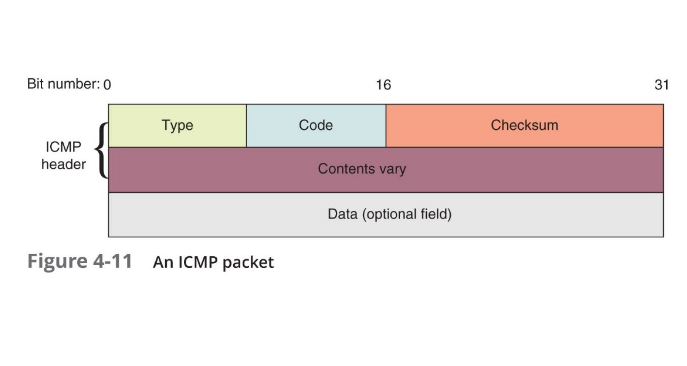 Bit number: 0 16 31
Type Code Checksum
ICMP
header
Contents vary
Data (optional field)
Figure 4-11 An ICMP packet